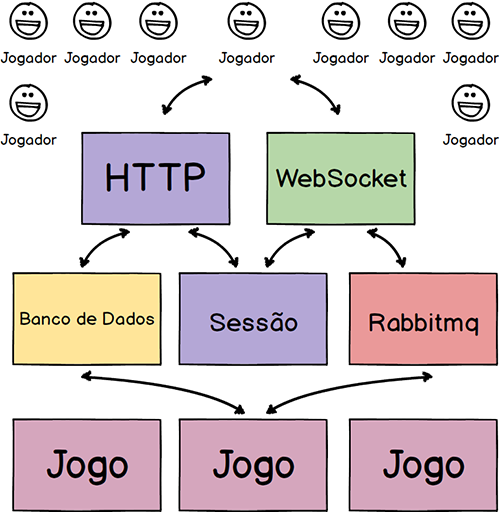 Jogador Jogador Jogador Jogador Jogador Jogador Jogador
Jogador Jogador
HTTP WebSocket
Banco de Dados Sessão Rabbitmq
Jogo Jogo Jogo